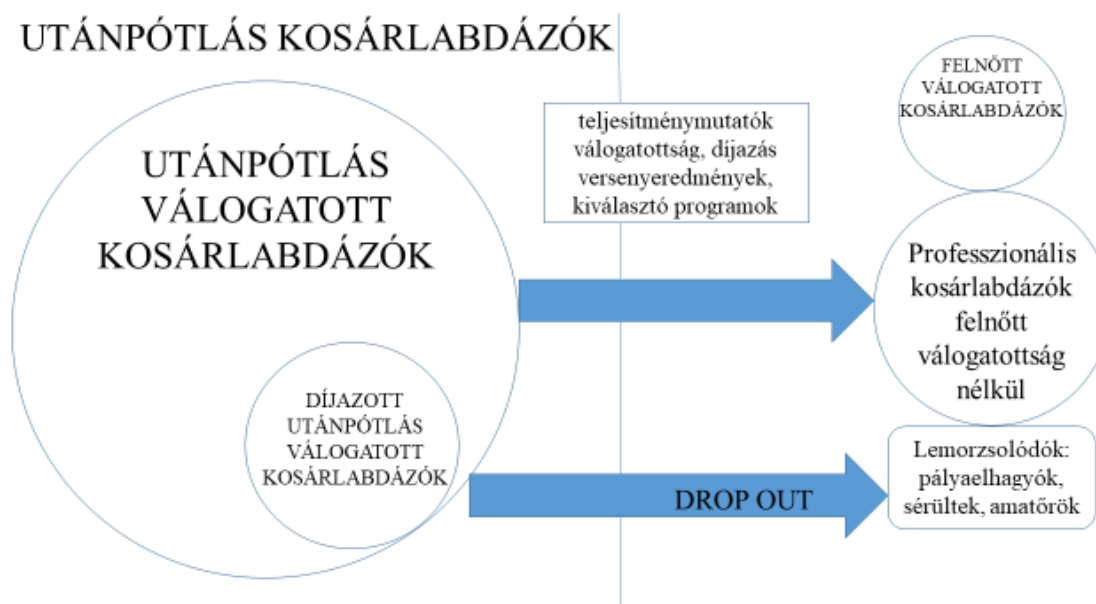 UTÁNPÓTLÁS KOSÁRLABDÁZÓK
UTÁNPÓTLÁS
VÁLOGATOTT
KOSÁRLABDÁZÓK
DÍJAZOTT
UTÁNPÓTLÁS
VÁLOGATOTT
KOSÁRLABDÁZÓK
teljesítménymutatók
válogatottság, díjazás
versenyeredmények,
kiválasztó programok
DROP OUT
FELNŐTT
VÁLOGATOTT
KOSÁRLABDÁZÓK
Professzionális
kosárlabdázók
felnőtt
válogatottság
nélkül
Lemorzsolódók:
pályaelhagyók,
sérültek, amatőrök